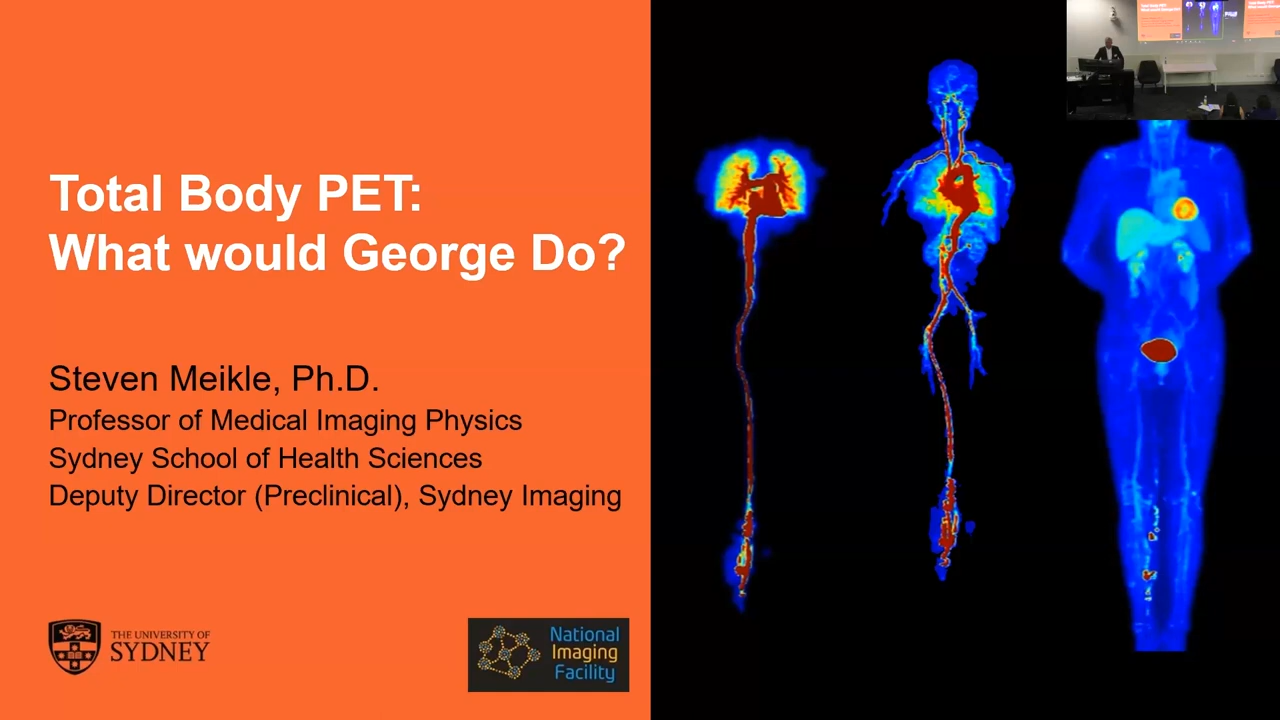 Total Body PET:
What would George Do?
Steven Meikle, Ph.D.
Professor of Medical Imaging Physics
Sydney School of Health Sciences
Deputy Director (Preclinical), Sydney Imaging
THE UNIVERSITY OF
SYDNEY
National
Imaging
Facility